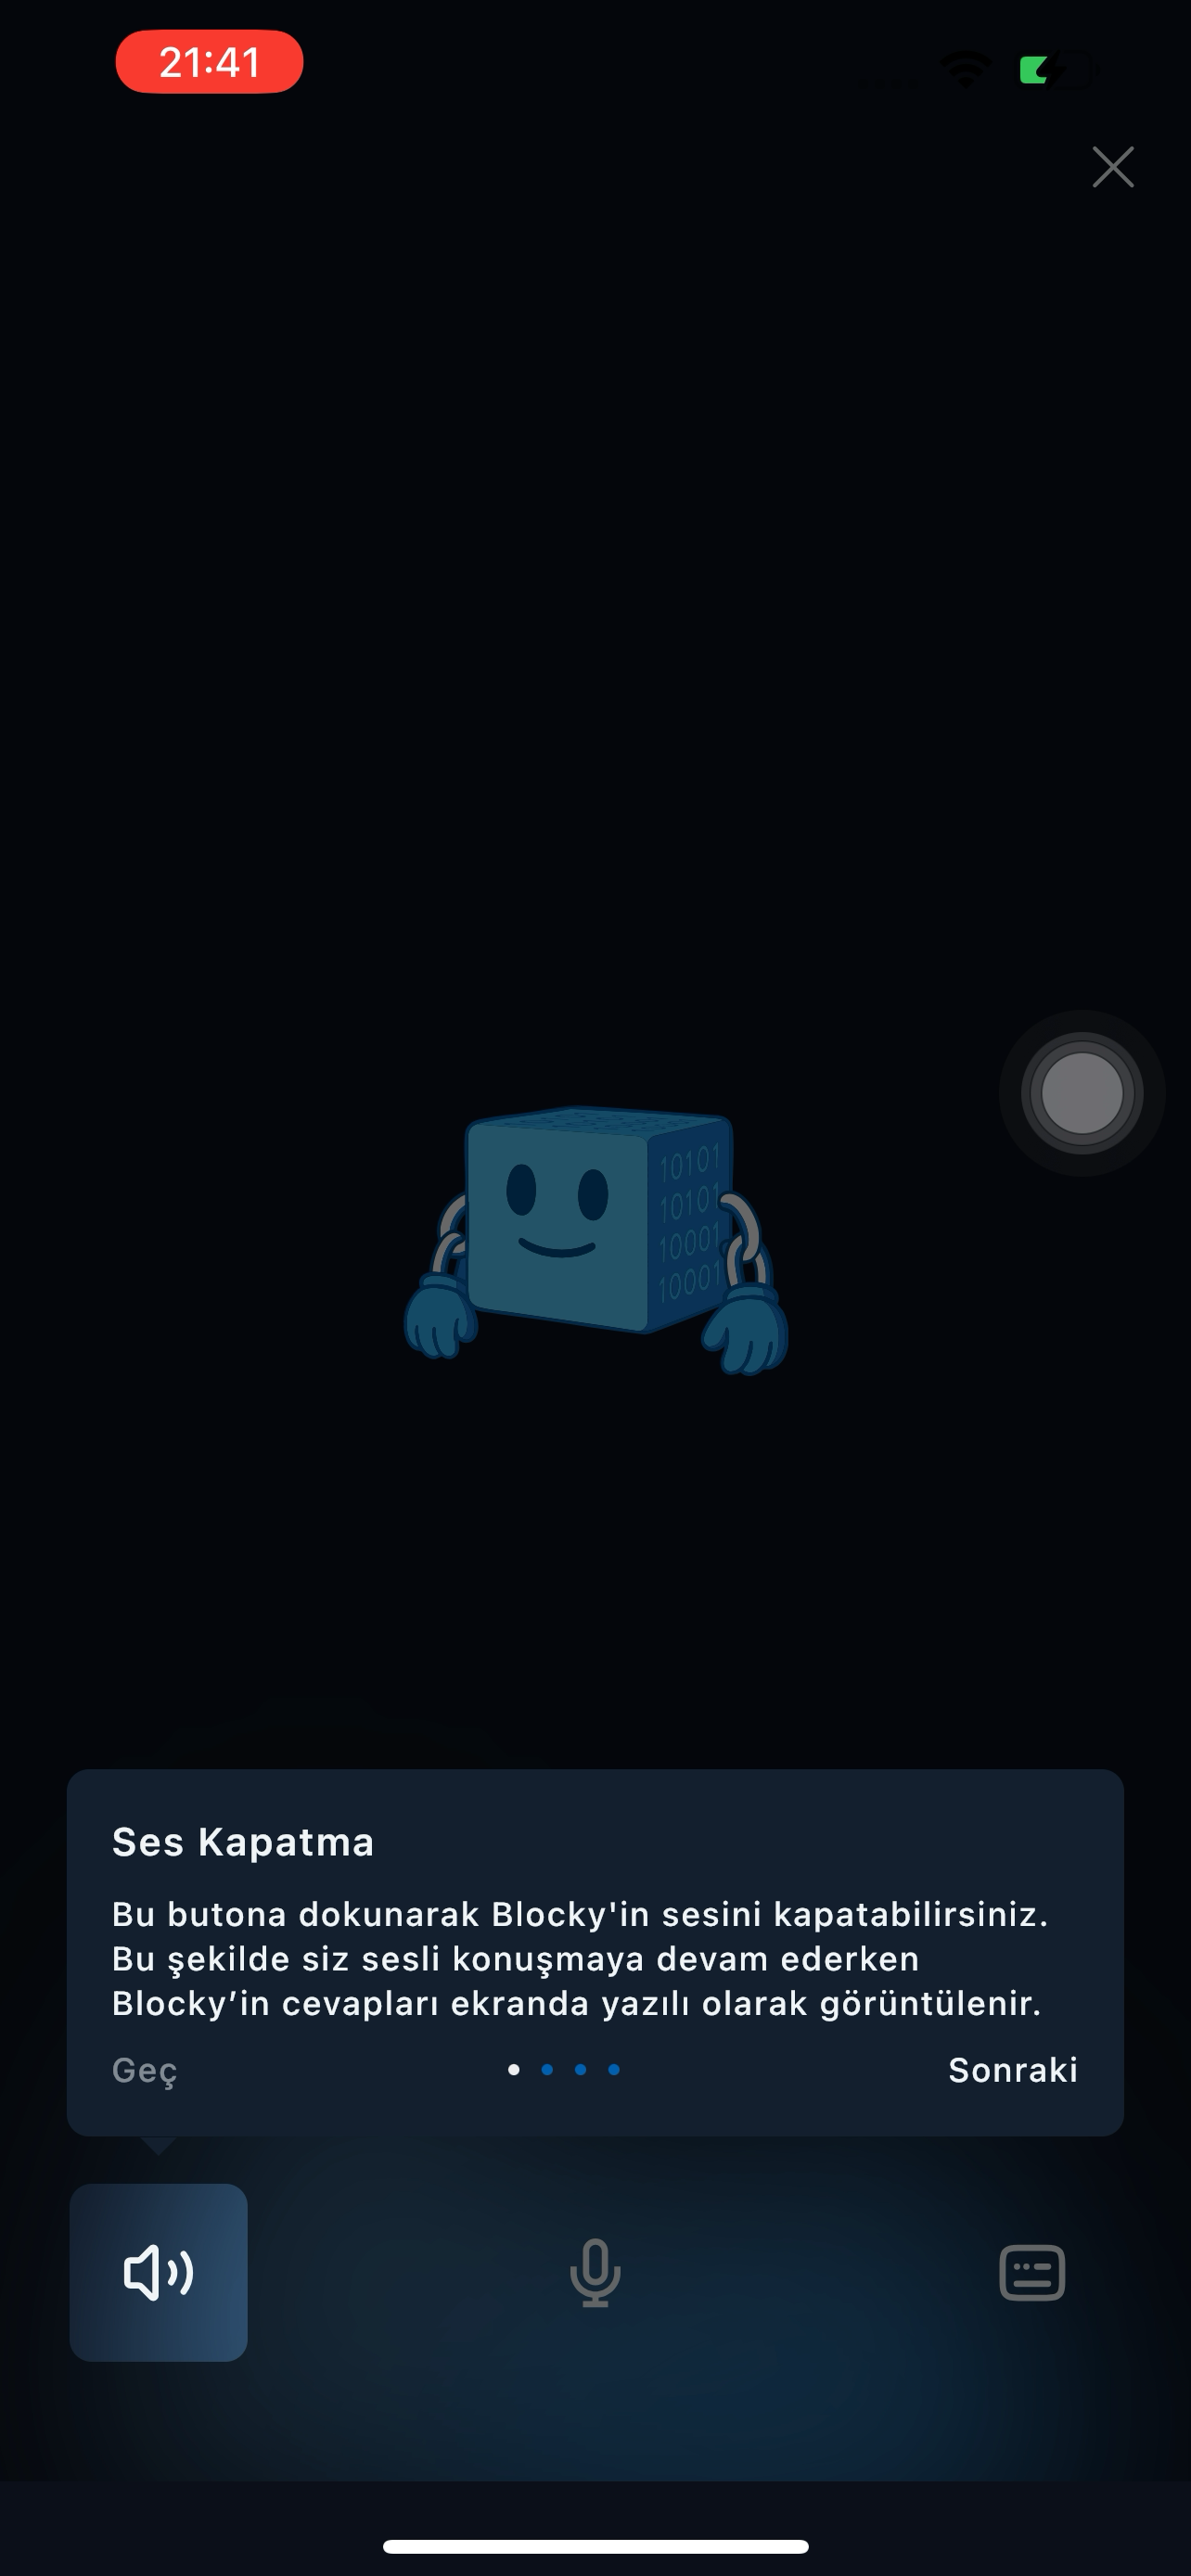 21:41
10101
10101
10001
10001
Ses Kapatma
Bu butona dokunarak Blocky'in sesini kapatabilirsiniz.
Bu şekilde siz sesli konuşmaya devam ederken
Blocky’in cevapları ekranda yazılı olarak görüntülenir.
Geç
Sonraki